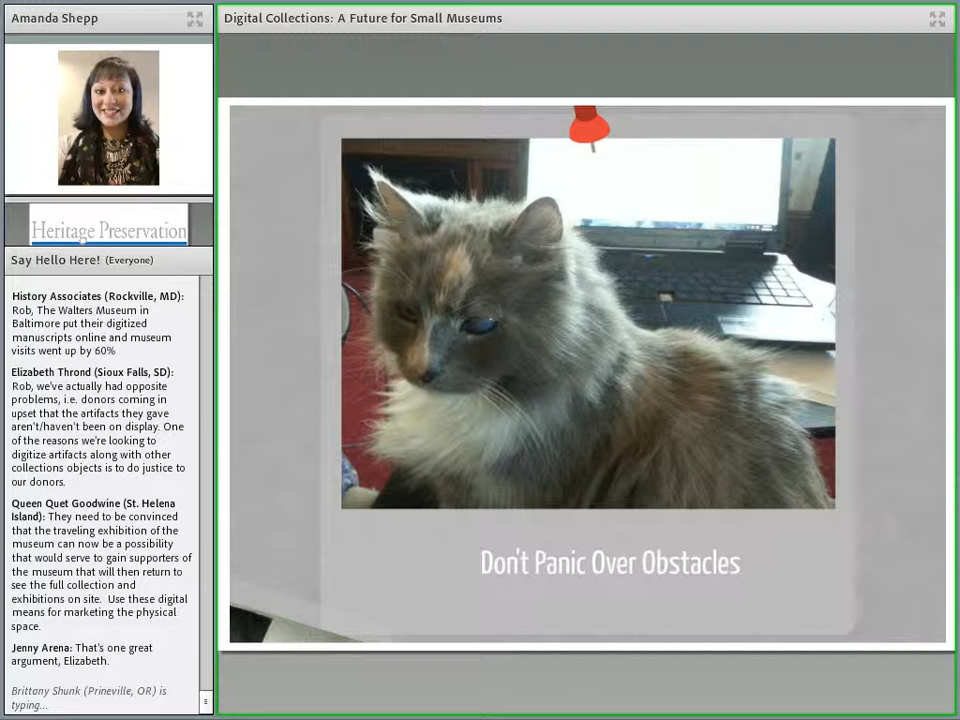 Amanda Shepp
Digital Collections: A Future for Small Museums
Heritage Preservation
Say Hello Here! (Everyone)
History Associates (Rockville, MD):
Rob, The Walters Museum in
Baltimore put their digitized
manuscripts online and museum
visits went up by 60%
Elizabeth Thrond (Sioux Falls, SD):
Rob, we've actually had opposite
problems, i.e. donors coming in
upset that the artifacts they gave
aren't/haven't been on display. One
of the reasons we're looking to
digitize artifacts along with other
collections objects is to do justice to
our donors.
Queen Quet Goodwine (St. Helena
Island): They need to be convinced
that the traveling exhibition of the
museum can now be a possibility
that would serve to gain supporters of
the museum that will then return to
see the full collection and
exhibitions on site. Use these digital
means for marketing the physical
space.
Jenny Arena: That's one great
argument, Elizabeth.
Brittany Shunk (Prineville, OR) is
typing...
Don't Panic Over Obstacles